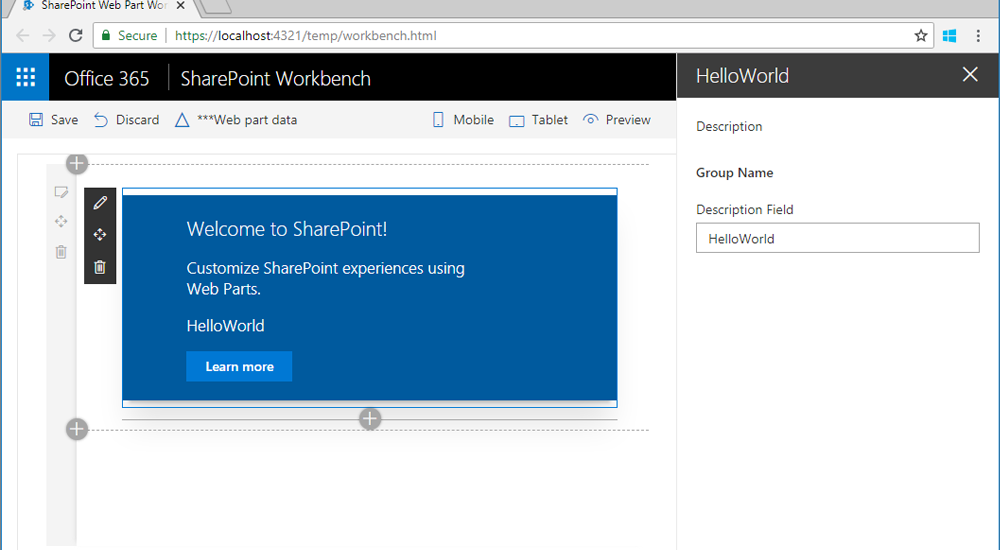 SharePoint Web Part Wor
Secure https://localhost:4321/temp/workbench.html
Office 365 SharePoint Workbench
HelloWorld
Save Discard ***Web part data Mobile Tablet Preview
Description
Group Name
Description Field
HelloWorld
Welcome to SharePoint!
Customize SharePoint experiences using
Web Parts.
HelloWorld
Learn more